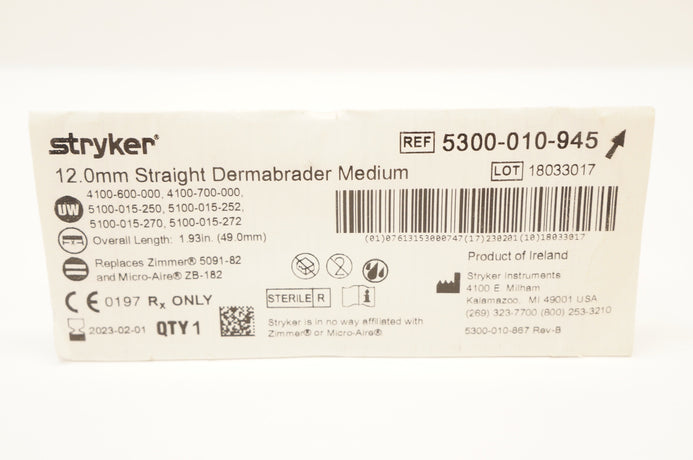 stryker®
REF 5300-010-945
12.0mm Straight Dermabrader Medium
LOT 18033017
UW
4100-600-000, 4100-700-000,
5100-015-250, 5100-015-252,
5100-015-270, 5100-015-272
(01)07613153000747(17)230201(10)18033017
Overall Length: 1.93in. (49.0mm)
Replaces Zimmer® 5091-82
and Micro-Aire® ZB-182
Product of Ireland
Stryker Instruments
4100 E. Milham
Kalamazoo, MI 49001 USA
(269) 323-7700 (800) 253-3210
CE 0197 Rx ONLY
STERILE R
2023-02-01 QTY 1
Stryker is in no way affiliated with
Zimmer® or Micro-Aire®
5300-010-867 Rev-B